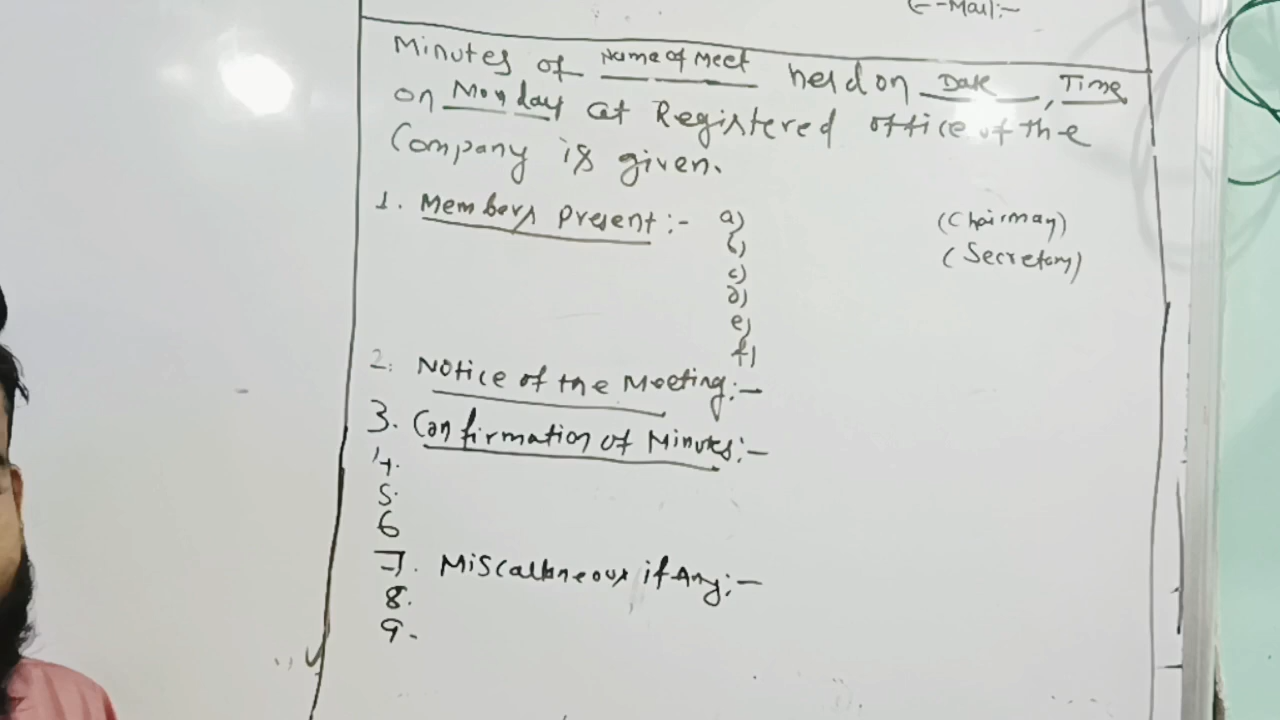 E-Mail:-
Minutes of Name of Meet held on Date, Time
on Monday at Registered office of the
Company is given.
1. Members Present:- a) (Chairman)
b) (Secretary)
c)
d)
e)
f)
2. Notice of the Meeting:-
3. Confirmation of Minutes:-
4.
5.
6
7. Miscallaneous if Any:-
8.
9.